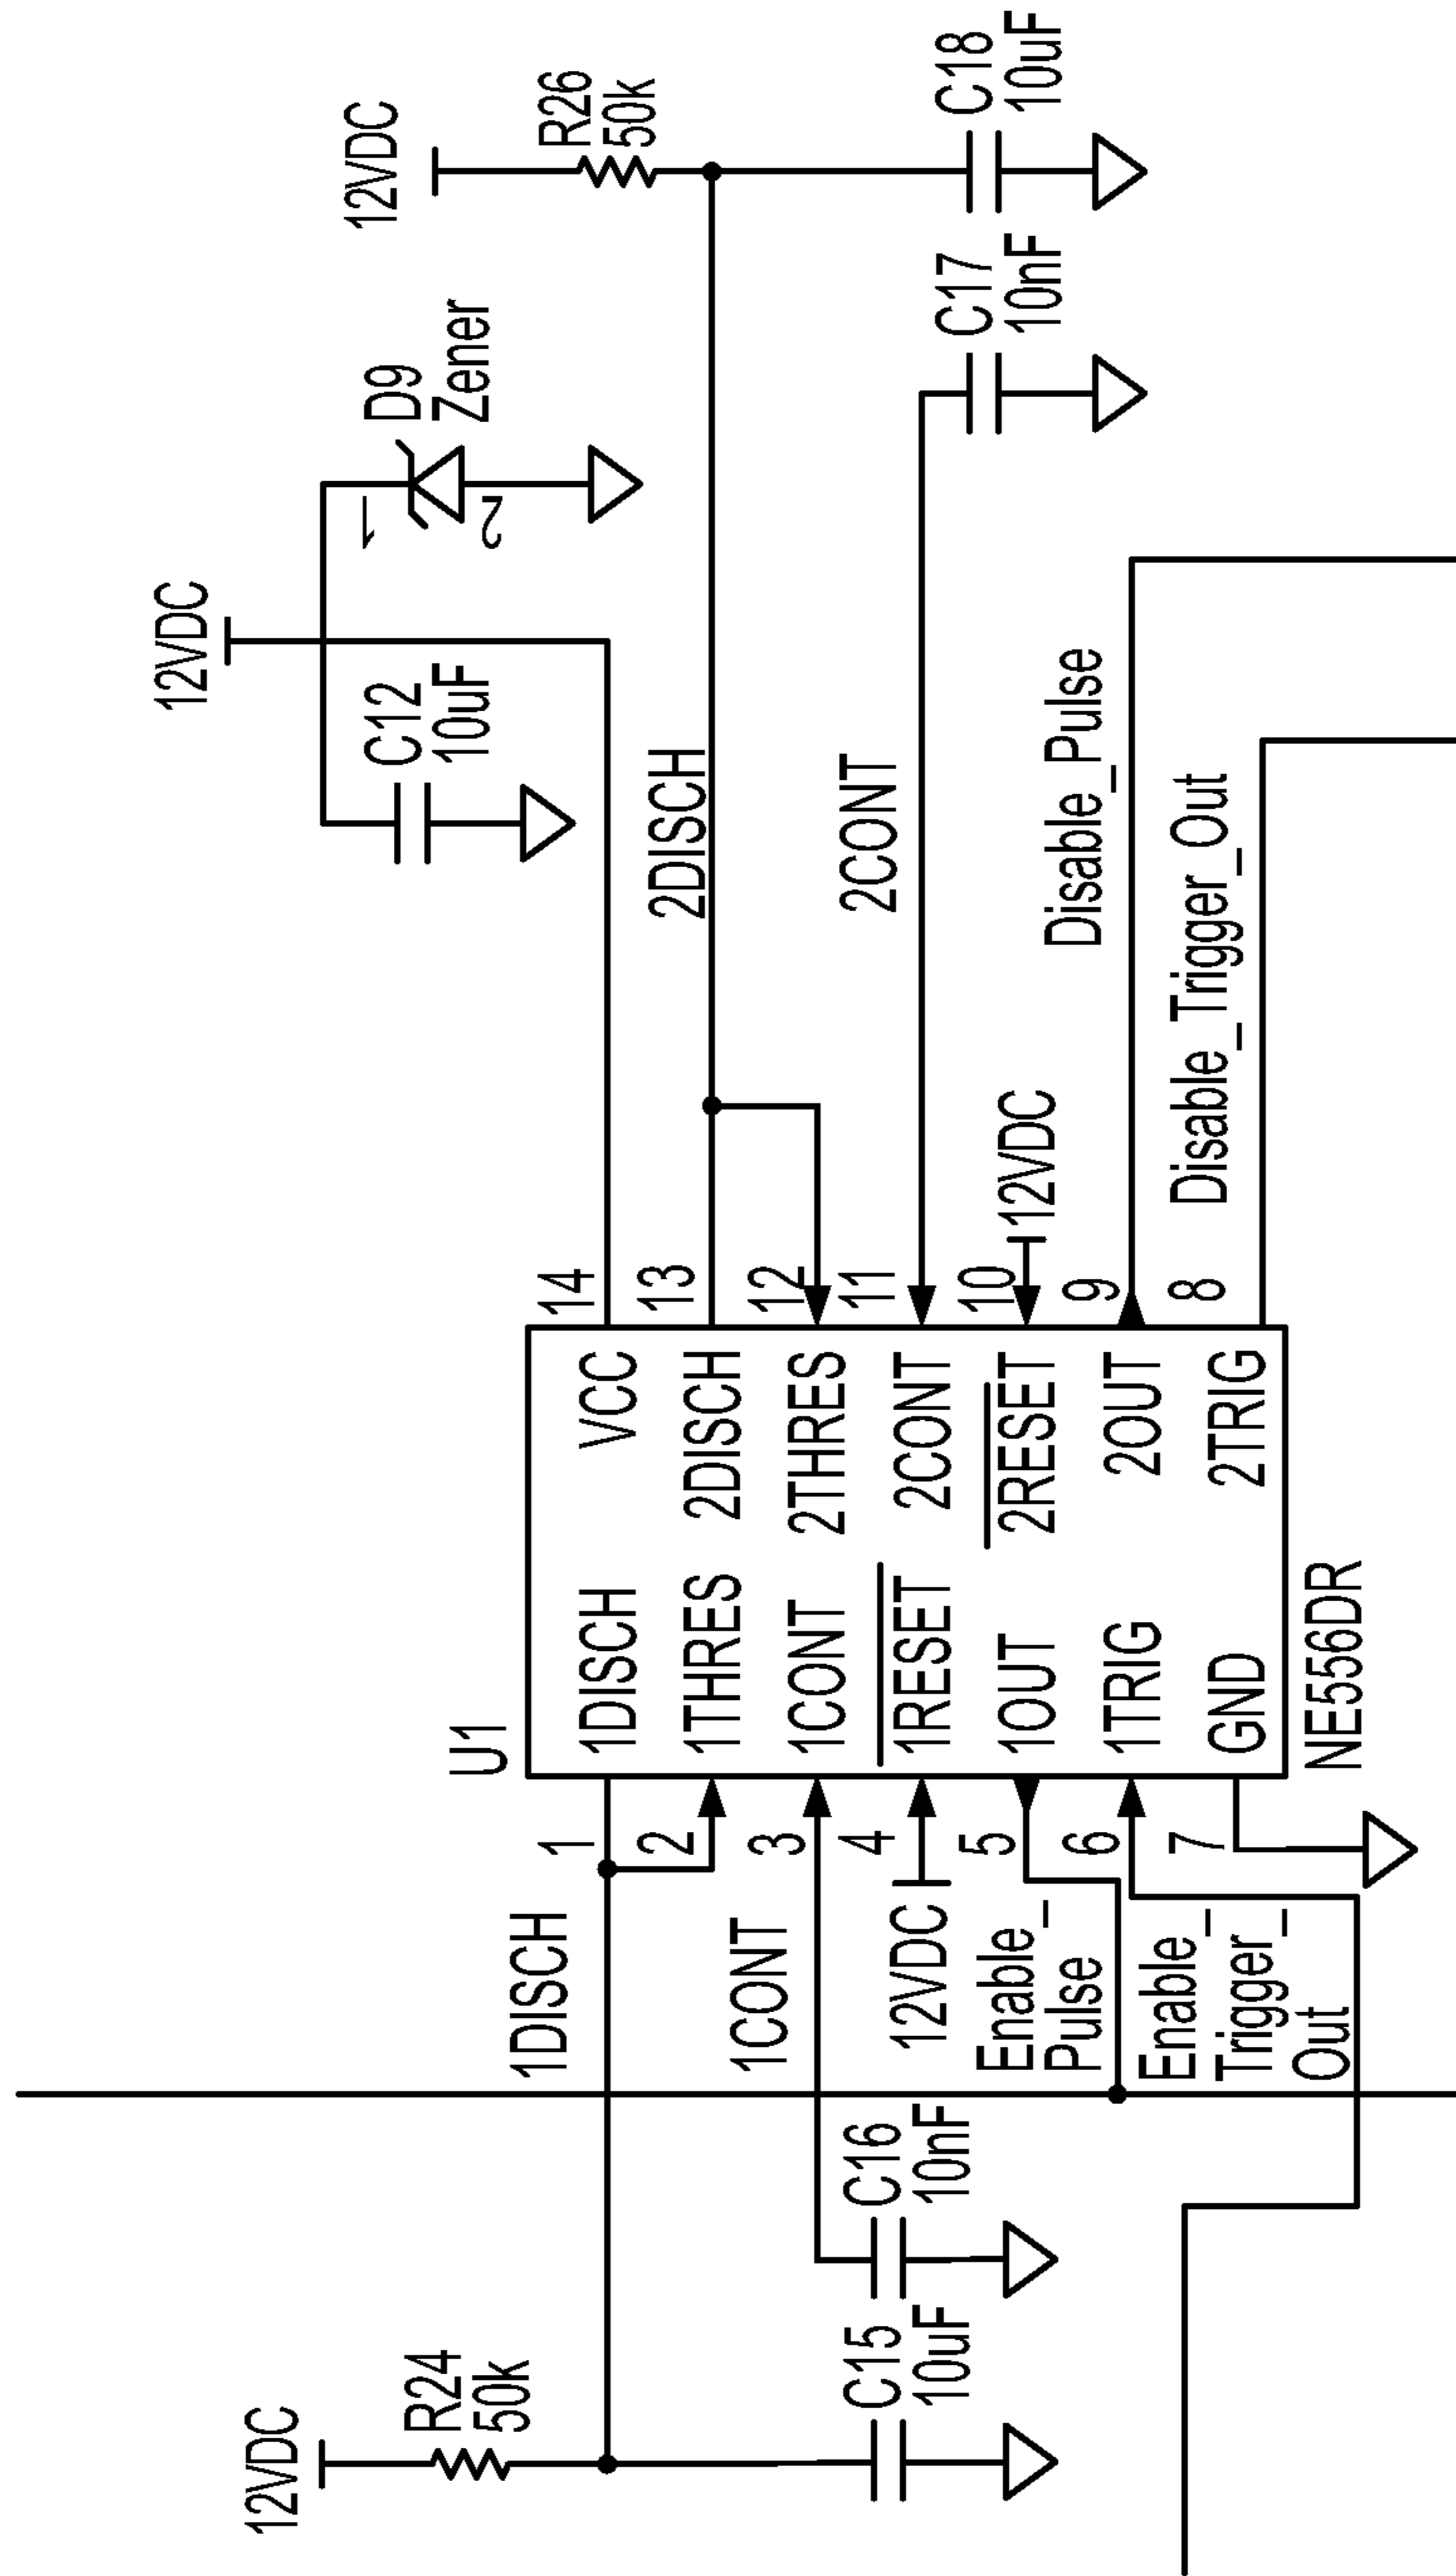 12VDC
R24
50k
C15
10uF
C16
10nF
1DISCH
1CONT
12VDC
Enable_
Pulse
Enable_
Trigger_
Out
1
2
3
4
5
6
7
U1
1DISCH
1THRES
1CONT
1RESET
1OUT
1TRIG
GND
VCC
2DISCH
2THRES
2CONT
2RESET
2OUT
2TRIG
NE556DR
14
13
12
11
10
9
8
12VDC
2DISCH
2CONT
Disable_Pulse
Disable_Trigger_Out
12VDC
C12
10uF
1
2
D9
Zener
12VDC
R26
50k
C17
10nF
C18
10uF